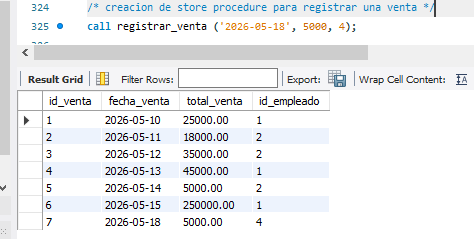 324 /* creacion de store procedure para registrar una venta */
325 call registrar_venta ('2026-05-18', 5000, 4);
Result Grid Filter Rows: Export: Wrap Cell Content:
id_venta fecha_venta total_venta id_empleado
1 2026-05-10 25000.00 1
2 2026-05-11 18000.00 2
3 2026-05-12 35000.00 2
4 2026-05-13 45000.00 1
5 2026-05-14 5000.00 2
6 2026-05-15 250000.00 1
7 2026-05-18 5000.00 4